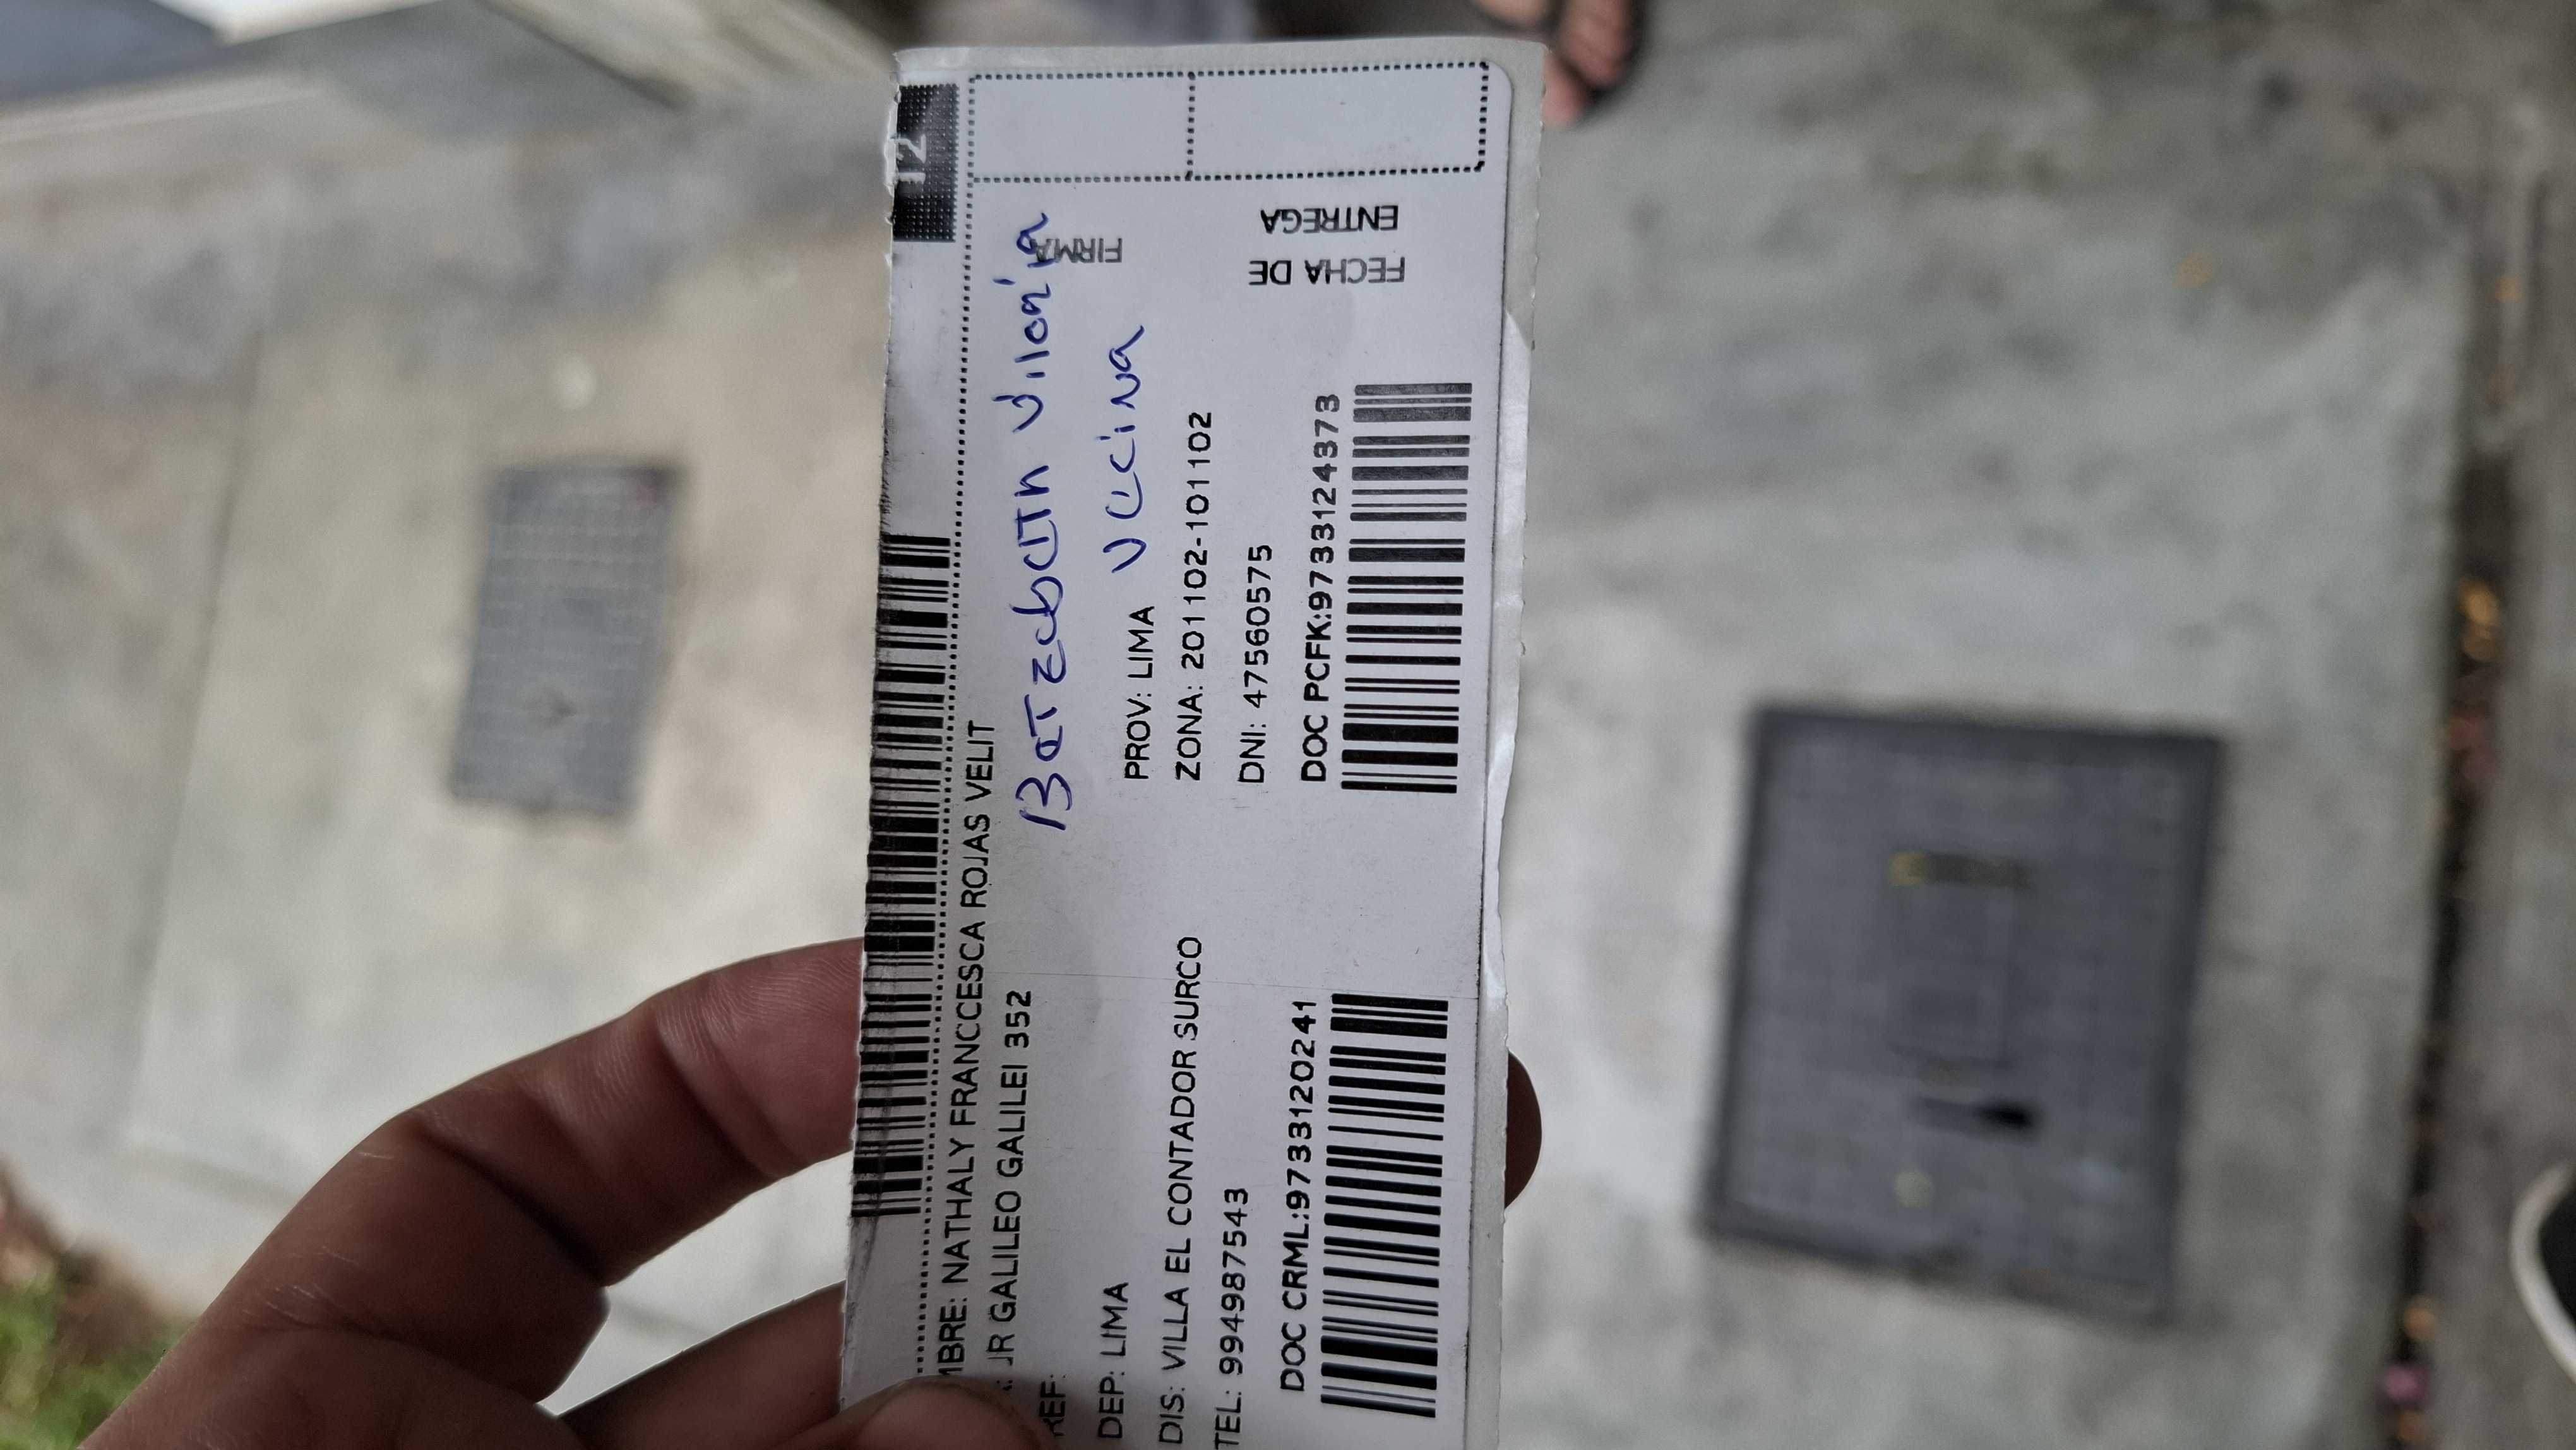 12
MBRE: NATHALY FRANCCESCA ROJAS VELIT
: JR GALILEO GALILEI 352
REF:
DEP: LIMA
PROV: LIMA
DIS: VILLA EL CONTADOR SURCO
ZONA: 201102-101102
TEL: 994987543
DNI: 47560575
DOC CRML:9733120241
DOC PCFK:9733124373
vecina
FIRMA
FECHA DE
ENTREGA